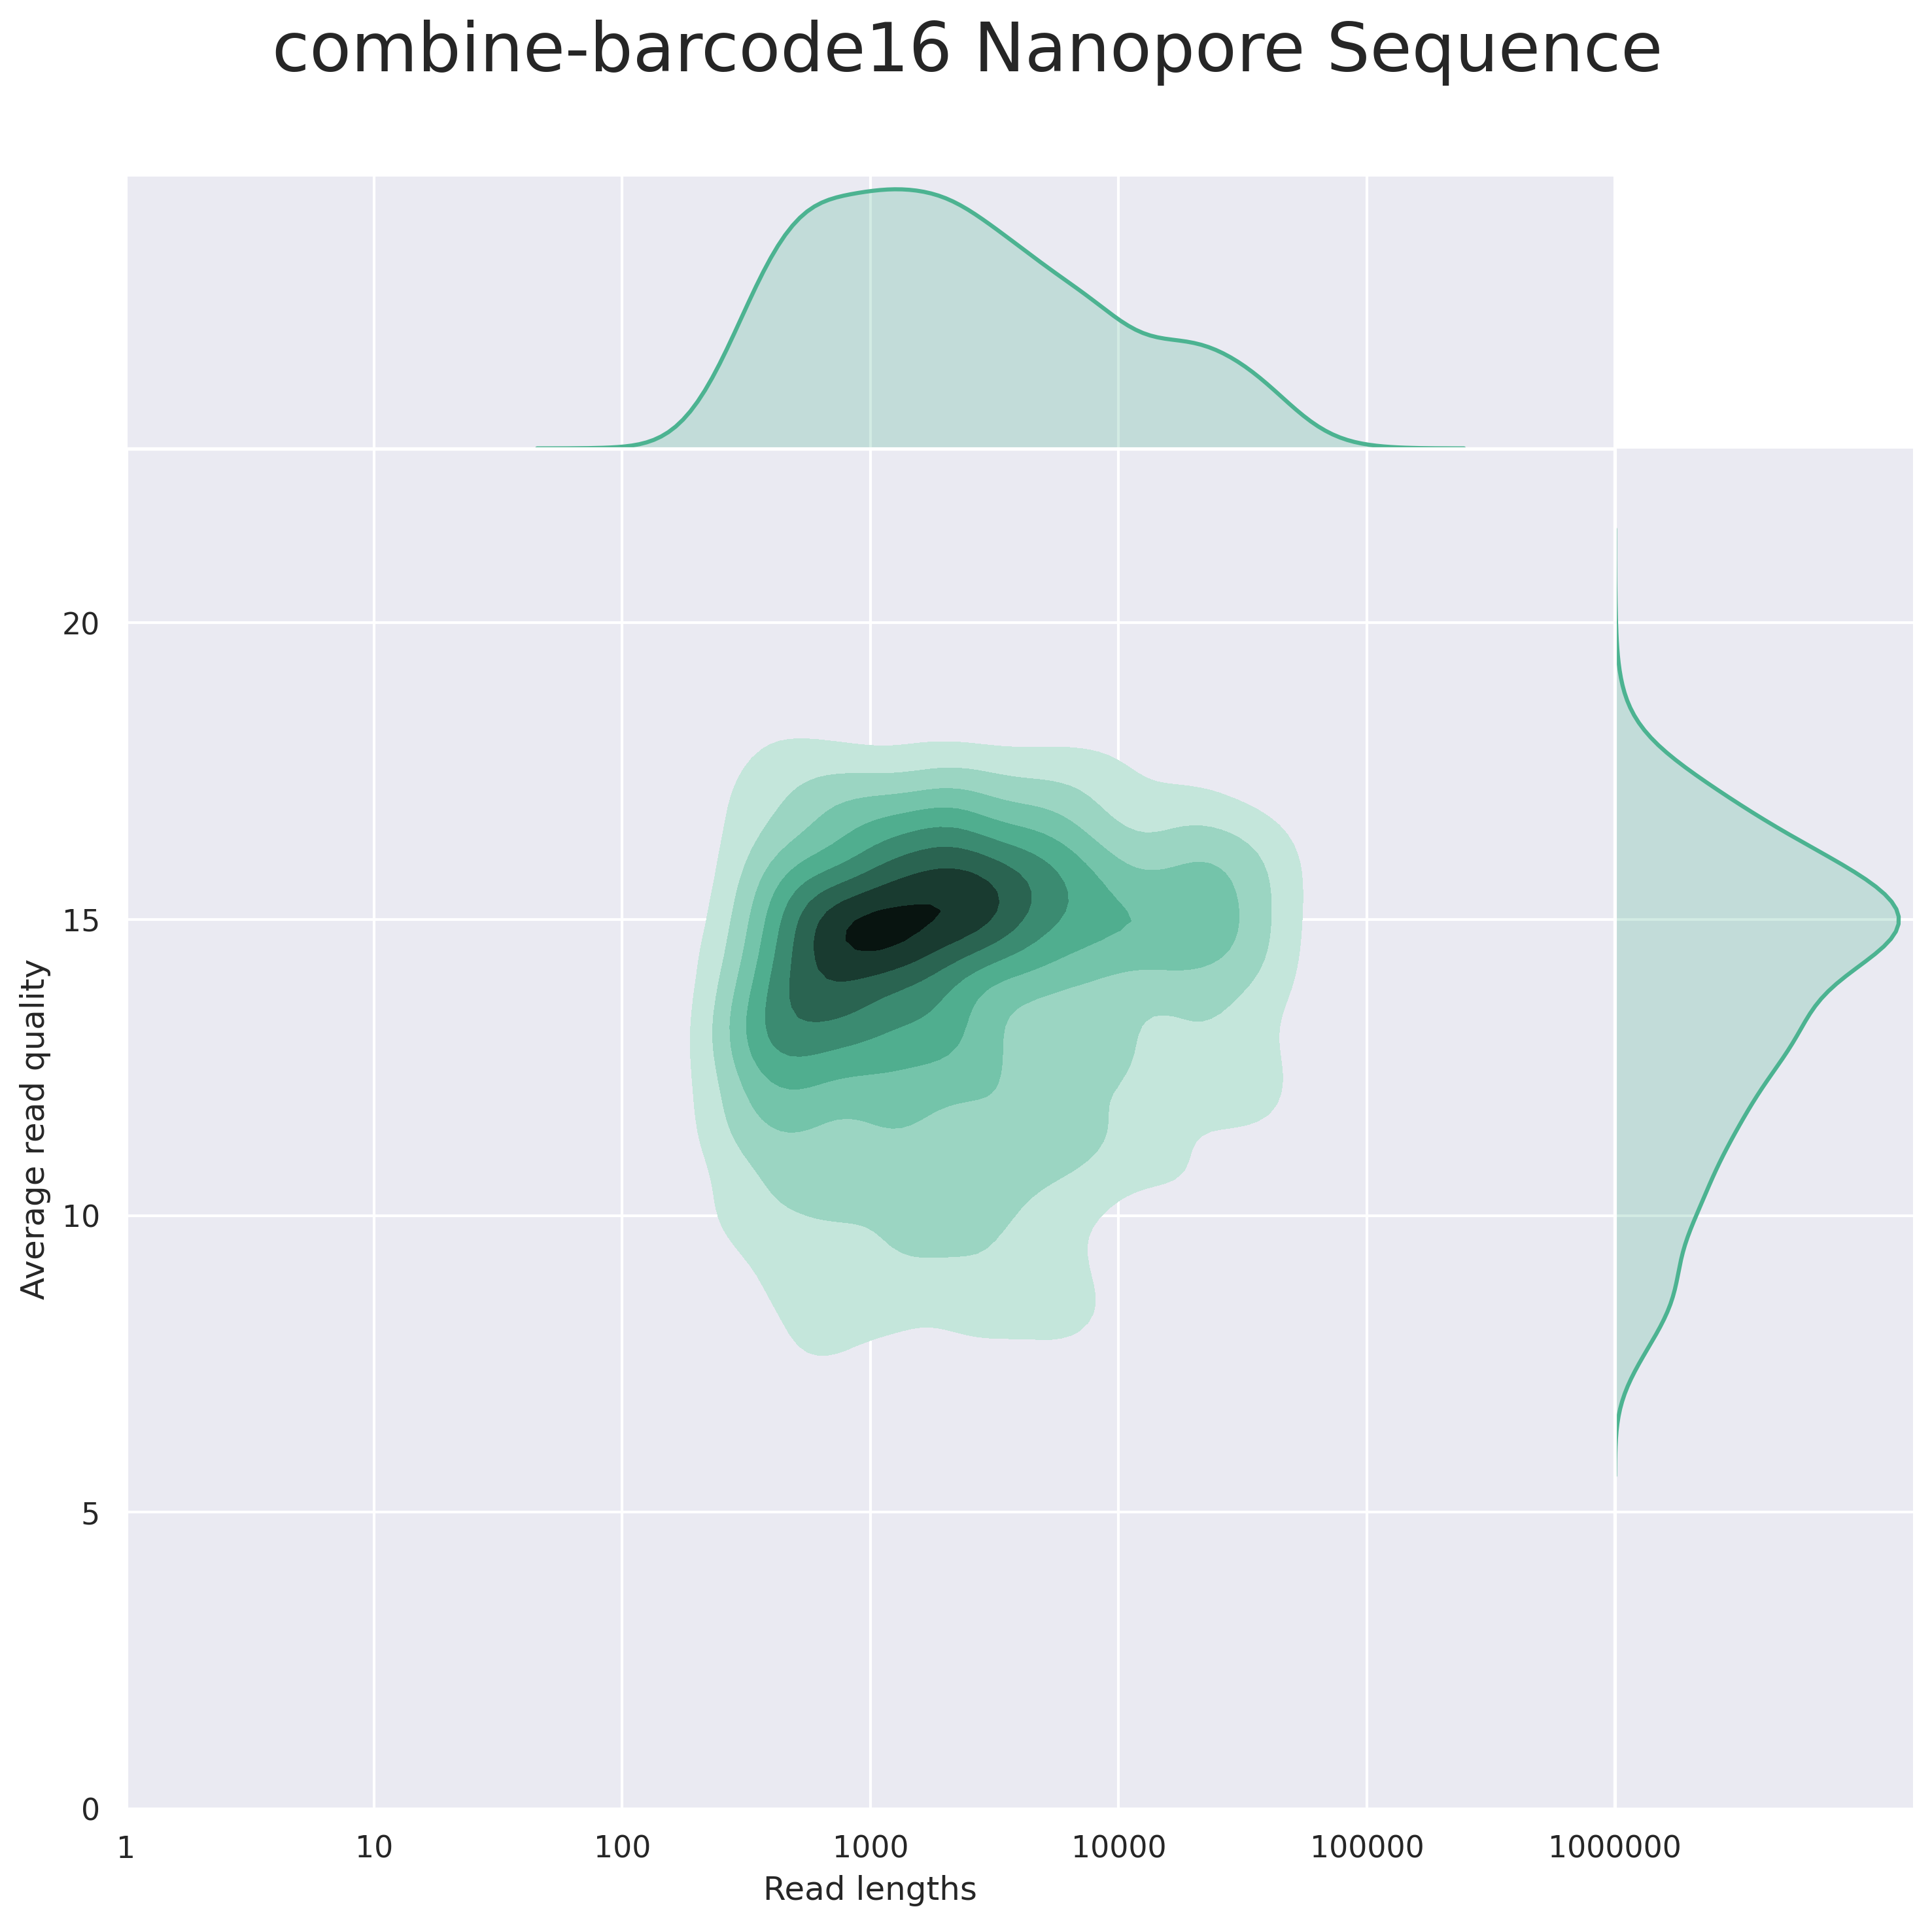 combine-barcode16 Nanopore Sequence
20
15
10
5
0
Average read quality
1 10 100 1000 10000 100000 1000000
Read lengths